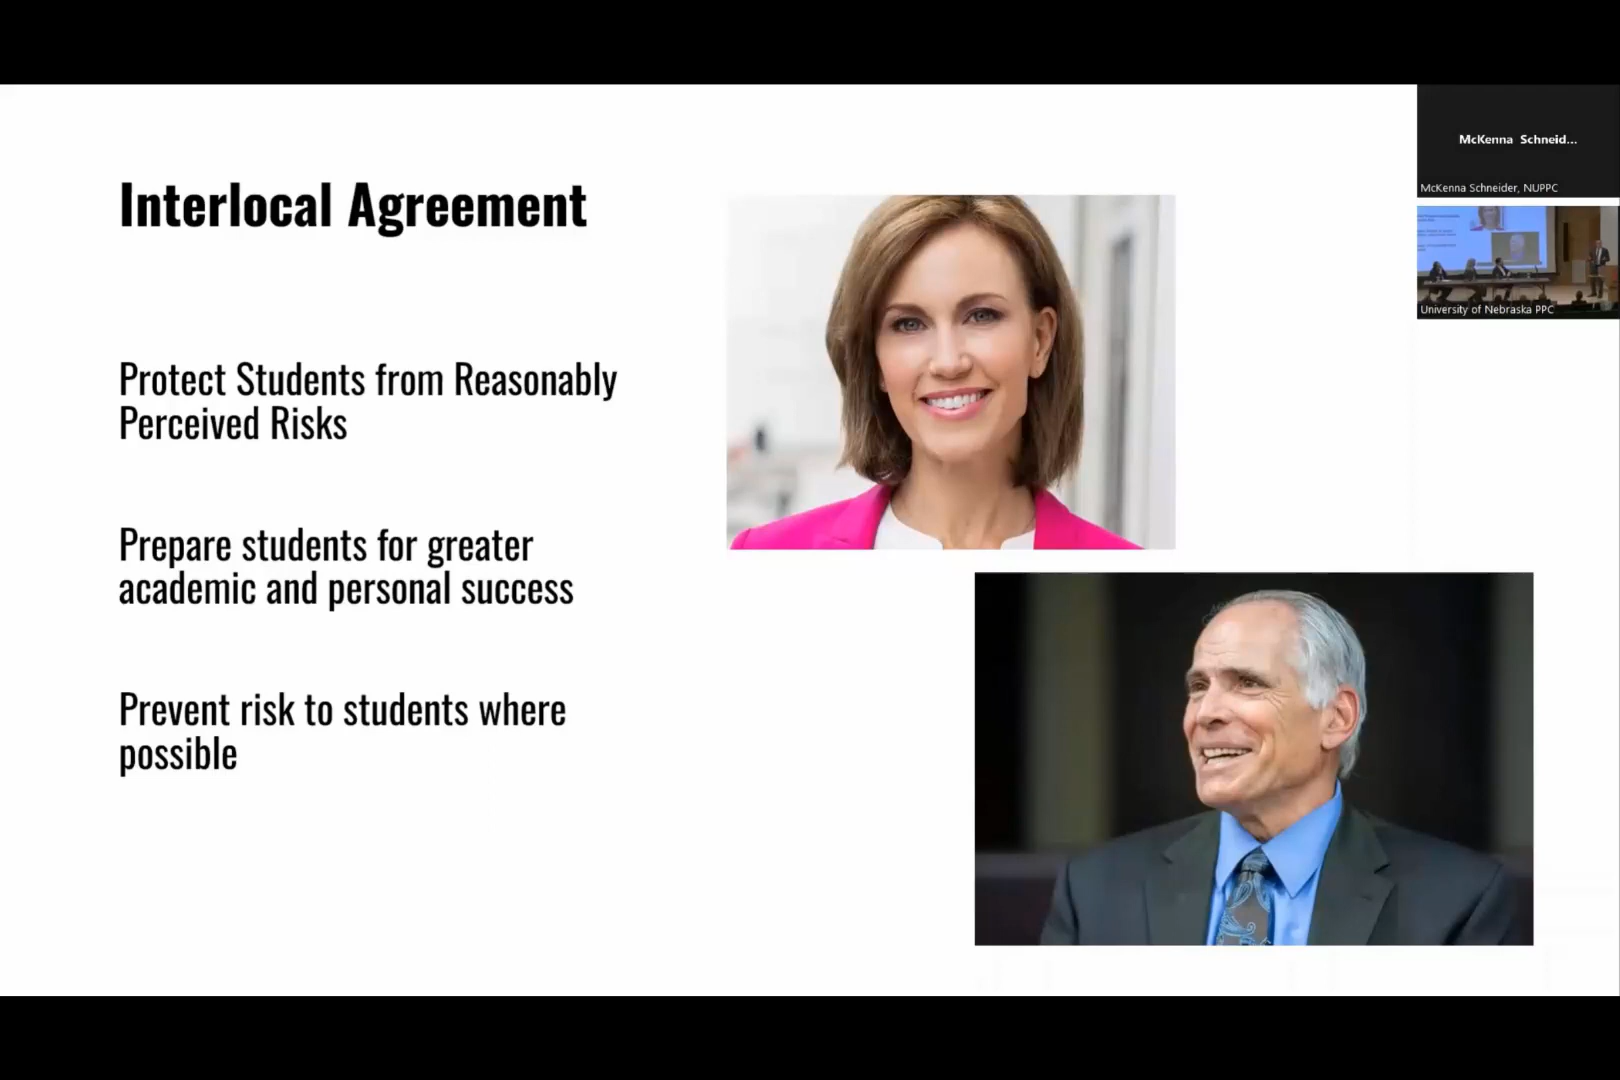 Interlocal Agreement
Protect Students from Reasonably
Perceived Risks
Prepare students for greater
academic and personal success
Prevent risk to students where
possible
McKenna Schneid...
McKenna Schneider, NUPPC
University of Nebraska PPC